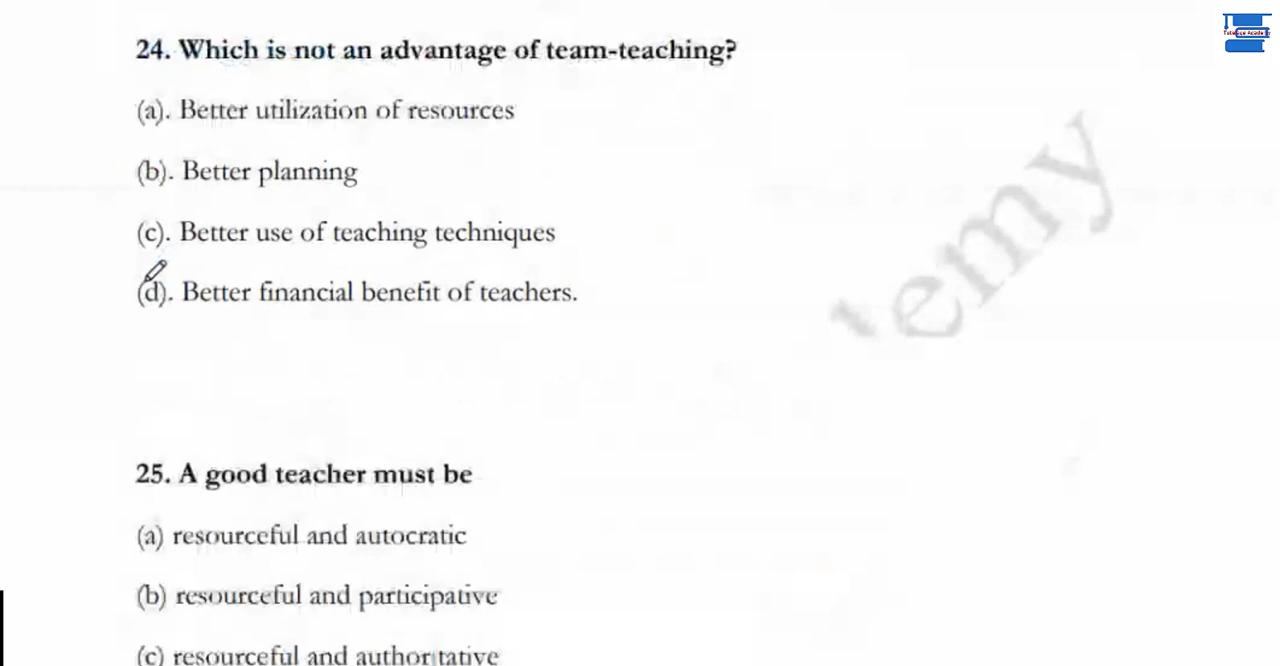 24. Which is not an advantage of team-teaching?
(a). Better utilization of resources
(b). Better planning
(c). Better use of teaching techniques
(d). Better financial benefit of teachers.
25. A good teacher must be
(a) resourceful and autocratic
(b) resourceful and participative
(c) resourceful and authoritative
emy